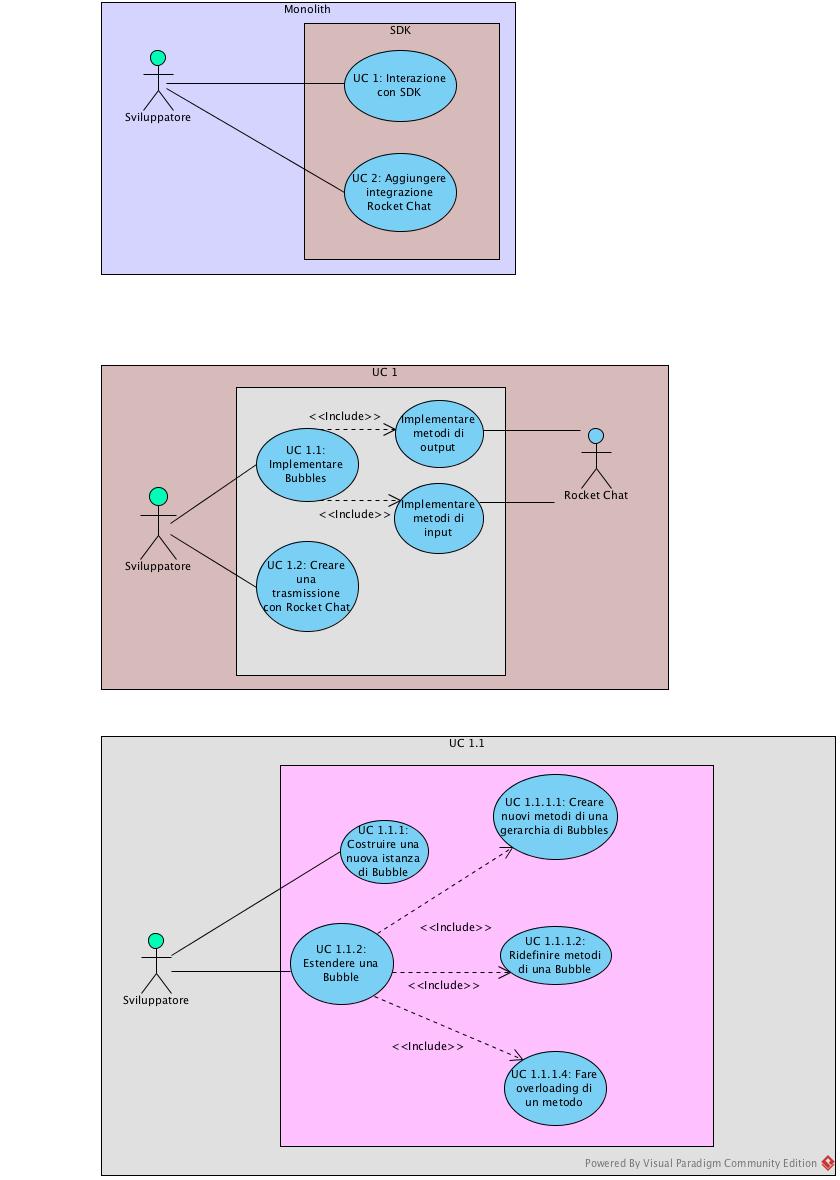 Monolith
SDK
UC 1: Interazione
con SDK
Sviluppatore
UC 2: Aggiungere
integrazione
Rocket Chat
UC 1
<<Include>>
Implementare
metodi di
output
UC 1.1:
Implementare
Bubbles
Rocket Chat
<<Include>>
Implementare
metodi di
input
Sviluppatore
UC 1.2: Creare
una
trasmissione
con Rocket Chat
UC 1.1
UC 1.1.1.1: Creare
nuovi metodi di una
gerarchia di Bubbles
UC 1.1.1:
Costruire una
nuova istanza
di Bubble
<<Include>>
UC 1.1.2:
Estendere una
Bubble
UC 1.1.1.2:
Ridefinire metodi
di una Bubble
<<Include>>
Sviluppatore
<<Include>>
UC 1.1.1.4: Fare
overloading di
un metodo
Powered By Visual Paradigm Community Edition